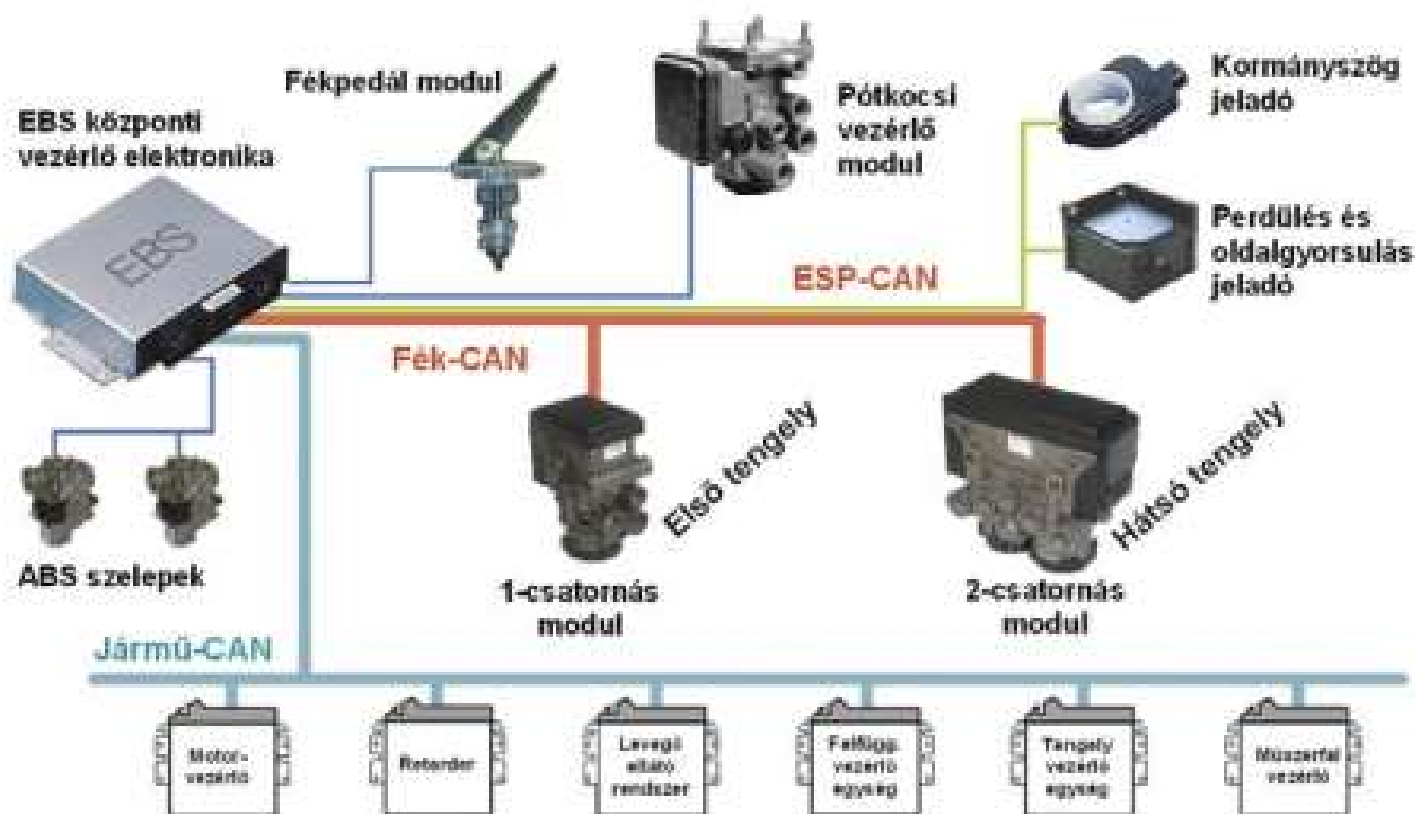 Fékpedál modul
EBS központi
vezérlő elektronika
EBS
Pótkocsi
vezérlő
modul
Kormányszög
jeladó
Perdülés és
oldalgyorsulás
jeladó
ESP-CAN
Fék-CAN
Első tengely
Hátsó tengely
ABS szelepek
1-csatornás
modul
2-csatornás
modul
Jármű-CAN
Motor-
vezérlő
Retarder
Levegő
ellátó
rendszer
Felfügg.
vezérlő
egység
Tengely
vezérlő
egység
Műszerfal
vezérlő